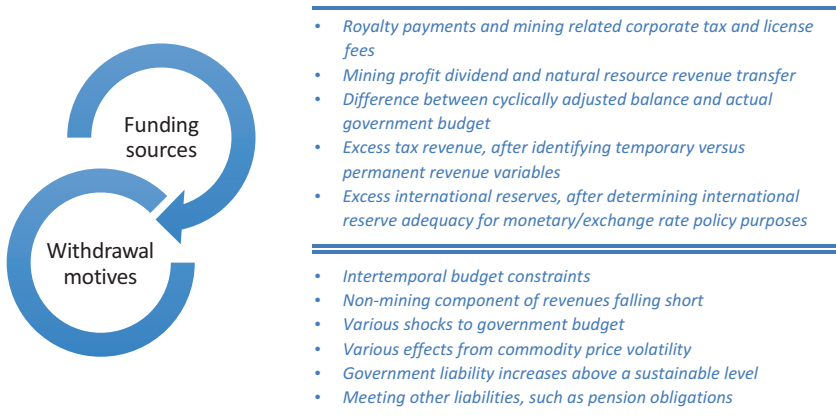 Funding
sources
• Royalty payments and mining related corporate tax and license
fees
• Mining profit dividend and natural resource revenue transfer
• Difference between cyclically adjusted balance and actual
government budget
• Excess tax revenue, after identifying temporary versus
permanent revenue variables
• Excess international reserves, after determining international
reserve adequacy for monetary/exchange rate policy purposes
Withdrawal
motives
• Intertemporal budget constraints
• Non-mining component of revenues falling short
• Various shocks to government budget
• Various effects from commodity price volatility
• Government liability increases above a sustainable level
• Meeting other liabilities, such as pension obligations